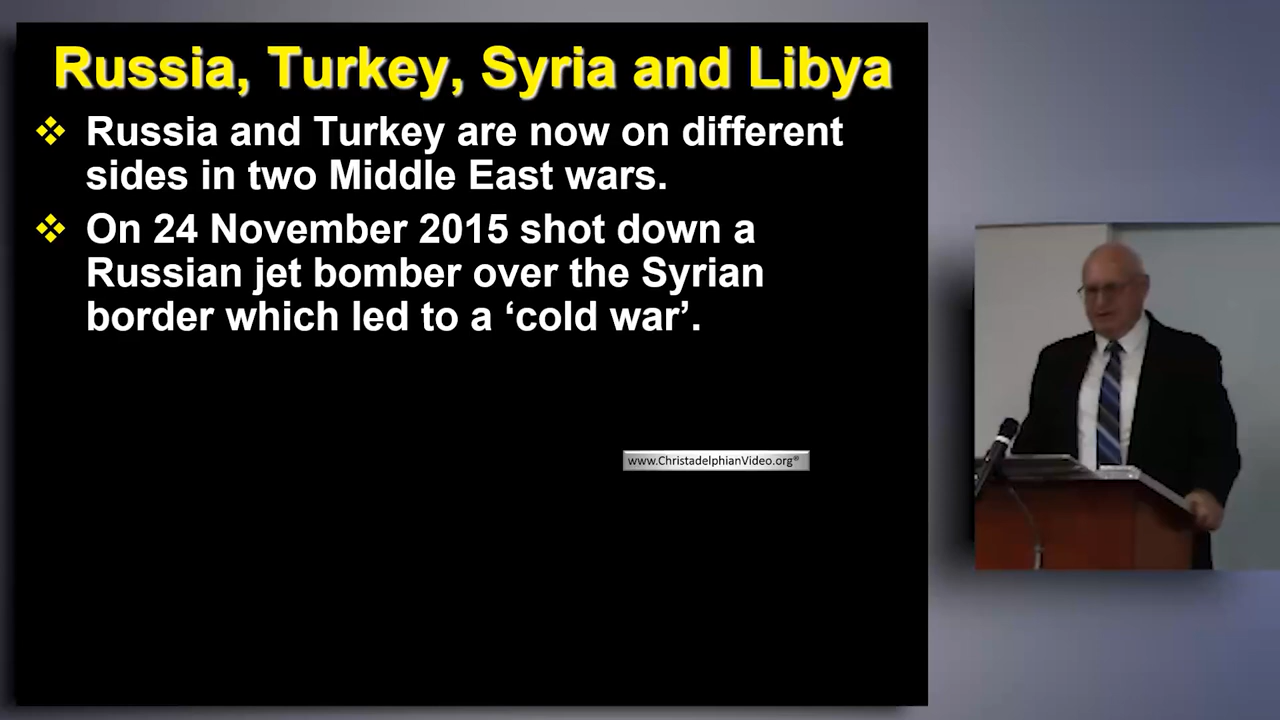 Russia, Turkey, Syria and Libya
Russia and Turkey are now on different
sides in two Middle East wars.
On 24 November 2015 shot down a
Russian jet bomber over the Syrian
border which led to a ‘cold war’.
www.ChristadelphianVideo.org®